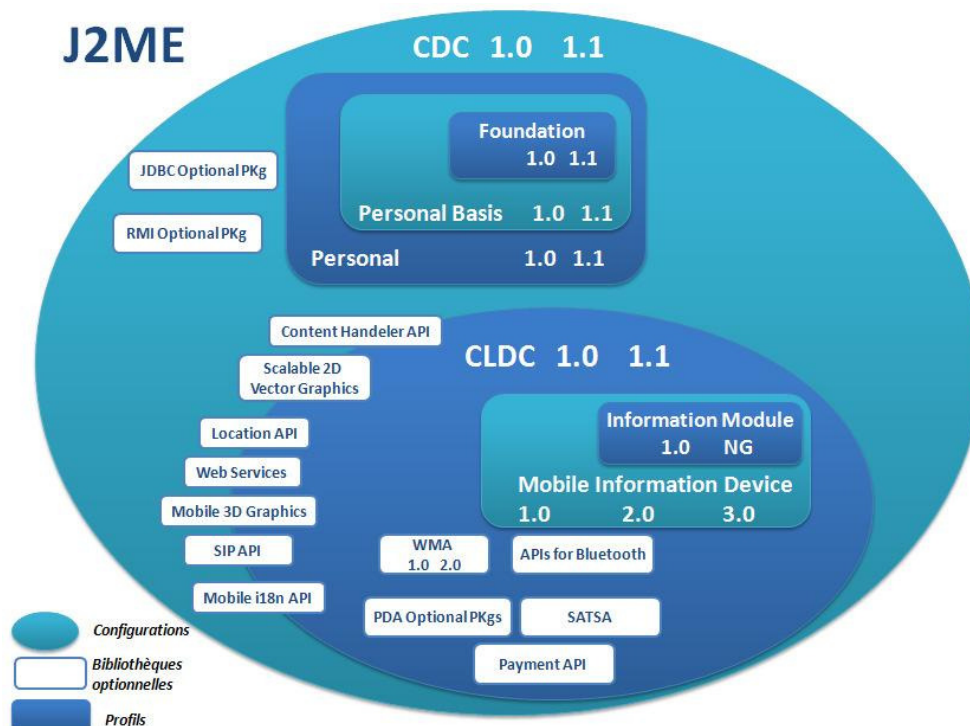 J2ME
CDC 1.0 1.1
Foundation
1.0 1.1
Personal Basis 1.0 1.1
Personal 1.0 1.1
JDBC Optional PKg
RMI Optional PKg
Content Handeler API
CLDC 1.0 1.1
Scalable 2D
Vector Graphics
Information Module
1.0 NG
Mobile Information Device
1.0 2.0 3.0
Location API
Web Services
Mobile 3D Graphics
SIP API
WMA
1.0 2.0
APIs for Bluetooth
Mobile i18n API
PDA Optional PKgs
SATSA
Payment API
Configurations
Bibliothèques
optionnelles
Profils